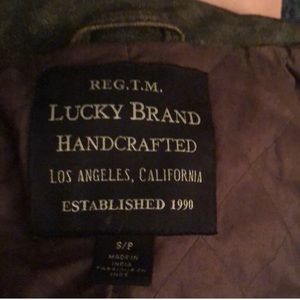 REG.T.M.
LUCKY BRAND
HANDCRAFTED
LOS ANGELES, CALIFORNIA
ESTABLISHED 1990
S/P
MADE IN
INDIA